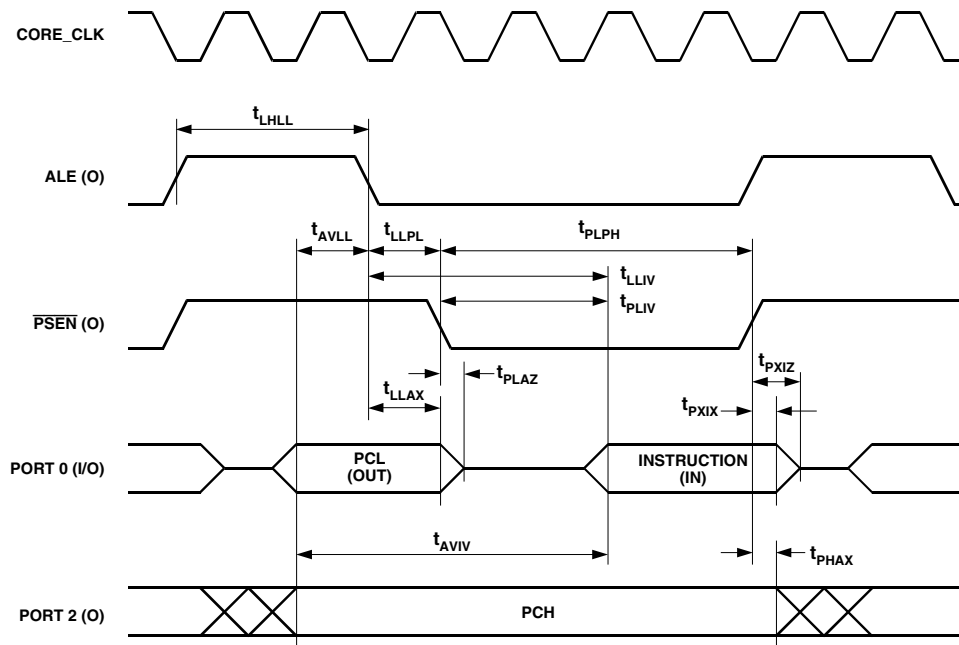 CORE_CLK
t_LHLL
ALE (O)
t_AVLL
t_LLPL
t_PLPH
t_LLIV
t_PLIV
PSEN (O)
t_PLAZ
t_PXIZ
t_LLAX
t_PXIX
PORT 0 (I/O)
PCL
(OUT)
INSTRUCTION
(IN)
t_AVIV
t_PHAX
PORT 2 (O)
PCH